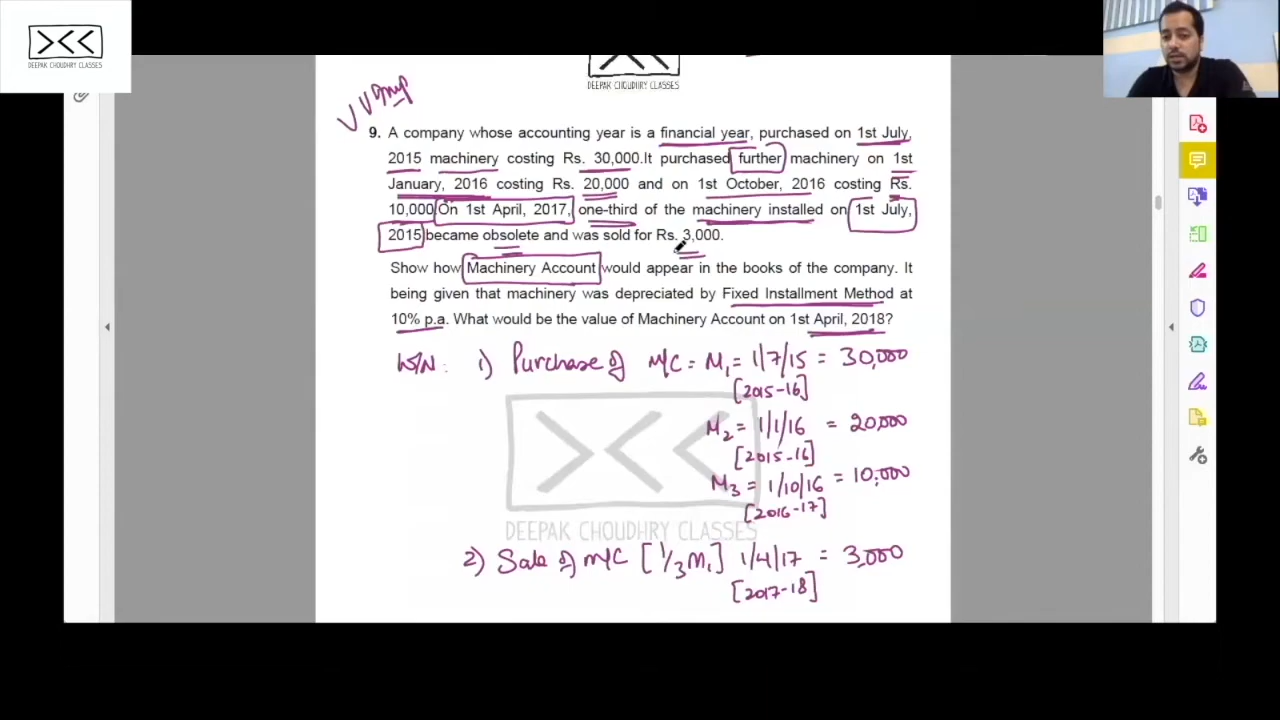 DEEPAK CHOUDHRY CLASSES
DEEPAK CHOUDHRY CLASSES
VV Imp
9. A company whose accounting year is a financial year, purchased on 1st July,
2015 machinery costing Rs. 30,000.It purchased further machinery on 1st
January, 2016 costing Rs. 20,000 and on 1st October, 2016 costing Rs.
10,000 On 1st April, 2017, one-third of the machinery installed on 1st July,
2015 became obsolete and was sold for Rs. 3,000.
Show how Machinery Account would appear in the books of the company. It
being given that machinery was depreciated by Fixed Installment Method at
10% p.a. What would be the value of Machinery Account on 1st April, 2018?
W/N: 1) Purchase of M/C = M₁ = 1/7/15 = 30,000
[2015-16]
M₂ = 1/1/16 = 20,000
[2015-16]
M₃ = 1/10/16 = 10,000
[2016-17]
DEEPAK CHOUDHRY CLASSES
2) Sale of M/C [1/3 M₁] 1/4/17 = 3,000
[2017-18]